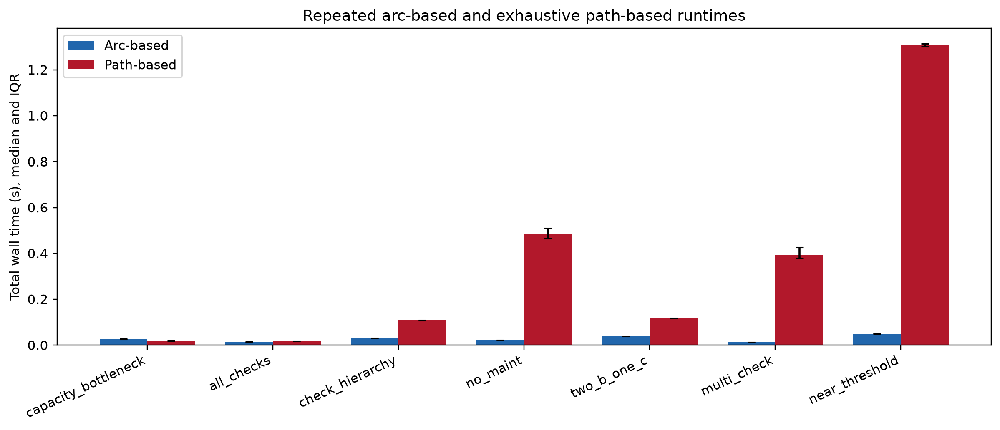 Repeated arc-based and exhaustive path-based runtimes
Arc-based
Path-based
Total wall time (s), median and IQR
1.2
1.0
0.8
0.6
0.4
0.2
0.0
capacity_bottleneck
all_checks
check_hierarchy
no_maint
two_b_one_c
multi_check
near_threshold